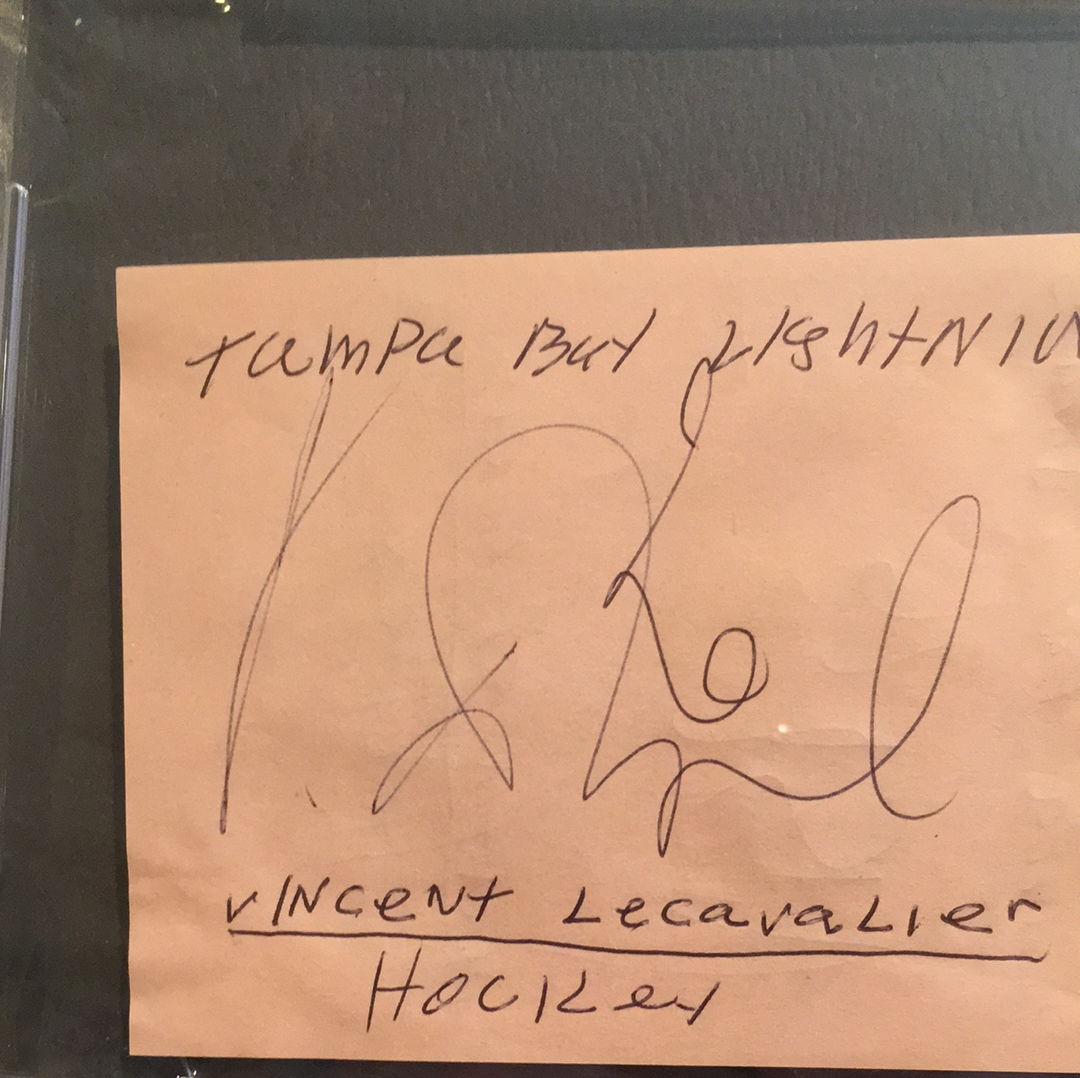 tampa Bay LightNIN
vINCeNt LecavaLier
HOCKey